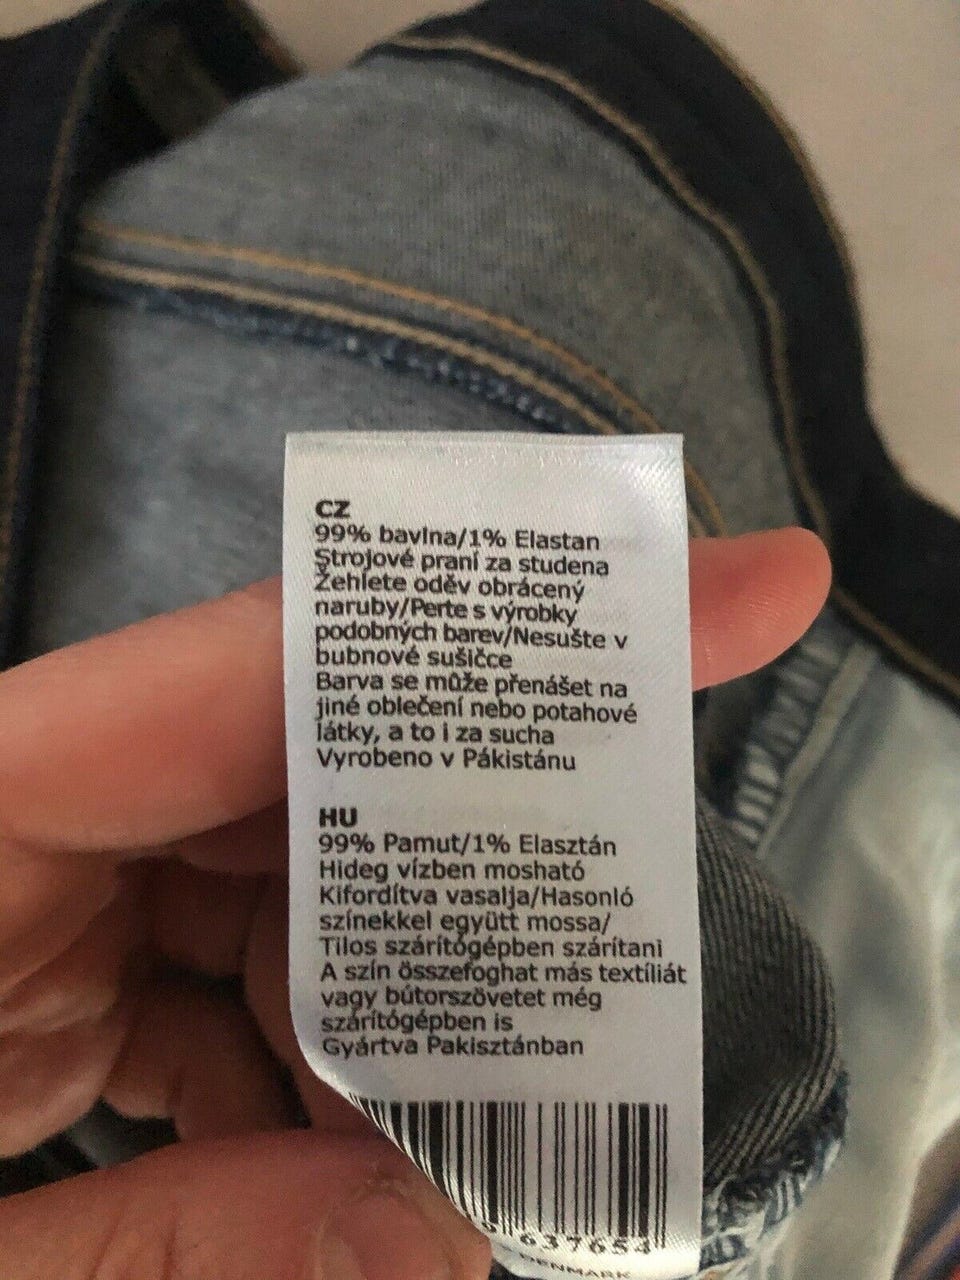 CZ
99% bavlna/1% Elastan
Strojové praní za studena
Žehlete oděv obrácený
naruby/Perte s výrobky
podobných barev/Nesušte v
bubnové sušičce
Barva se může přenášet na
jiné oblečení nebo potahové
látky, a to i za sucha
Vyrobeno v Pákistánu
HU
99% Pamut/1% Elasztán
Hideg vízben mosható
Kifordítva vasalja/Hasonló
színekkel együtt mossa/
Tilos szárítógépben szárítani
A szín összefoghat más textíliát
vagy bútorszövetet még
szárítógépben is
Gyártva Pakisztánban
637654
DENMARK